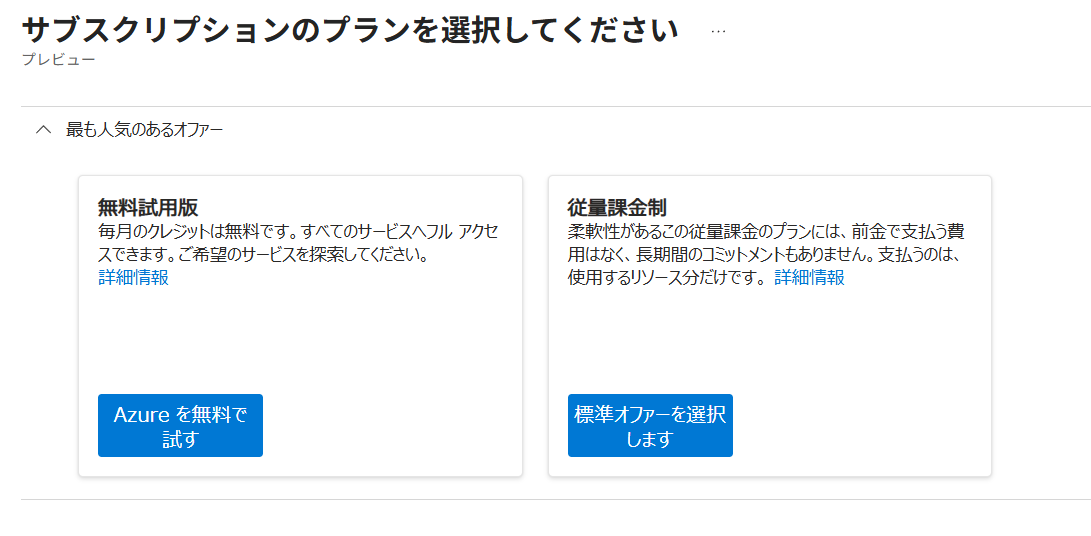 サブスクリプションのプランを選択してください …
プレビュー
最も人気のあるオファー
無料試用版
毎月のクレジットは無料です。すべてのサービスへフル アクセ
スできます。ご希望のサービスを探索してください。
詳細情報
Azure を無料で
試す
従量課金制
柔軟性があるこの従量課金のプランには、前金で支払う費
用はなく、長期間のコミットメントもありません。支払うのは、
使用するリソース分だけです。 詳細情報
標準オファーを選択
します